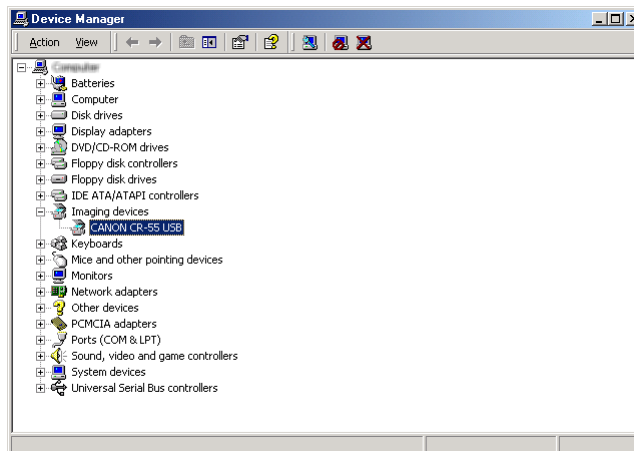 Device Manager
Action View
Batteries
Computer
Disk drives
Display adapters
DVD/CD-ROM drives
Floppy disk controllers
Floppy disk drives
IDE ATA/ATAPI controllers
Imaging devices
CANON CR-55 USB
Keyboards
Mice and other pointing devices
Monitors
Network adapters
Other devices
PCMCIA adapters
Ports (COM & LPT)
Sound, video and game controllers
System devices
Universal Serial Bus controllers